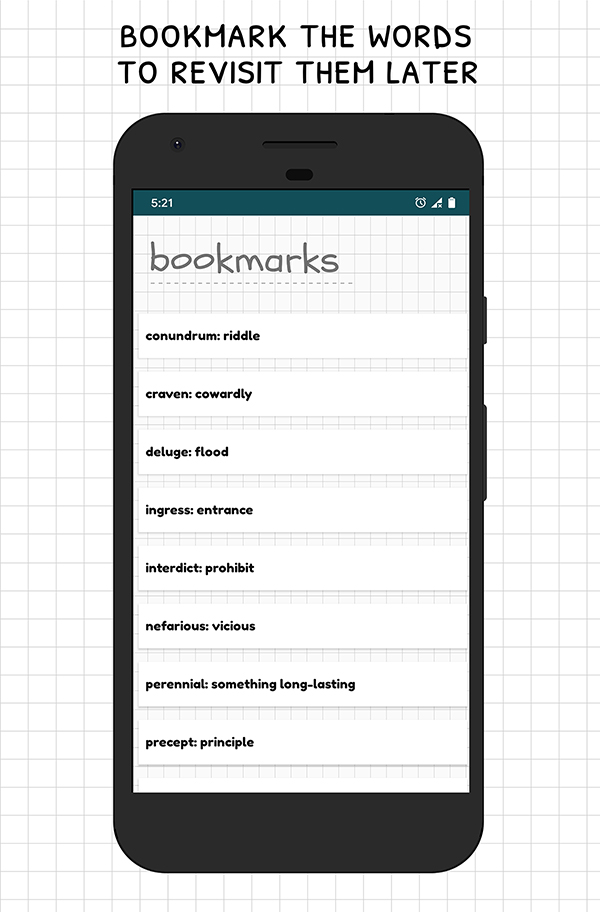 BOOKMARK THE WORDS
TO REVISIT THEM LATER
5:21
bookmarks
conundrum: riddle
craven: cowardly
deluge: flood
ingress: entrance
interdict: prohibit
nefarious: vicious
perennial: something long-lasting
precept: principle